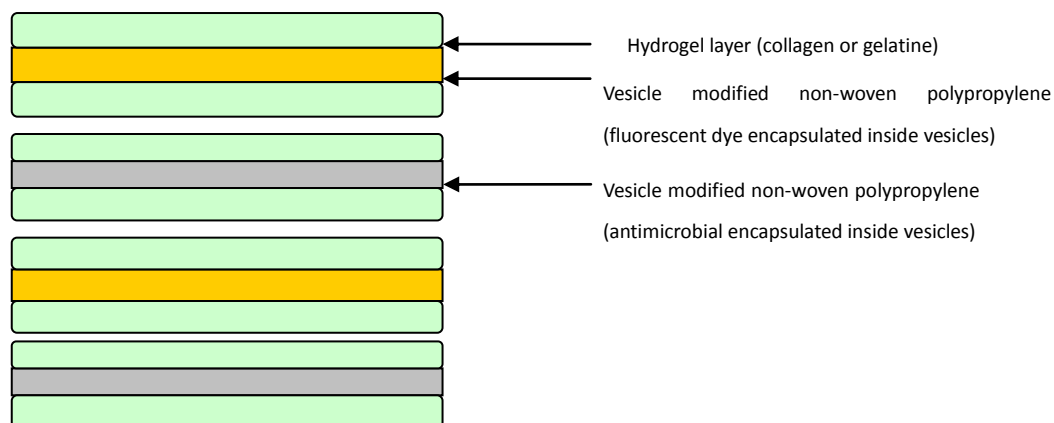 Hydrogel layer (collagen or gelatine)
Vesicle modified non-woven polypropylene
(fluorescent dye encapsulated inside vesicles)
Vesicle modified non-woven polypropylene
(antimicrobial encapsulated inside vesicles)